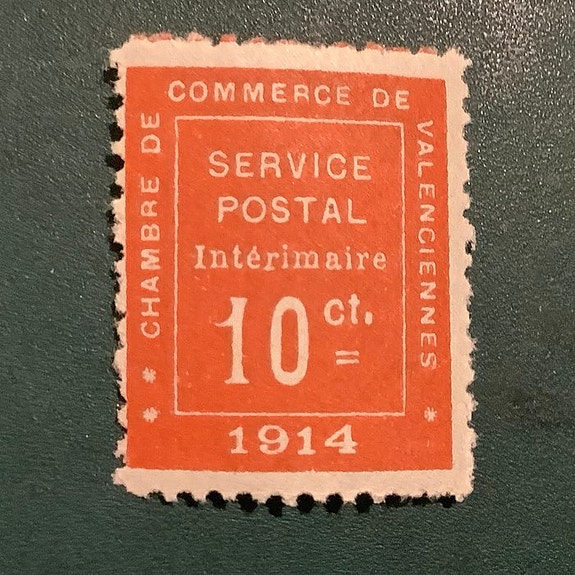 * * CHAMBRE DE
COMMERCE DE
VALENCIENNES *
SERVICE
POSTAL
Intérimaire
10 ct.
=
1914